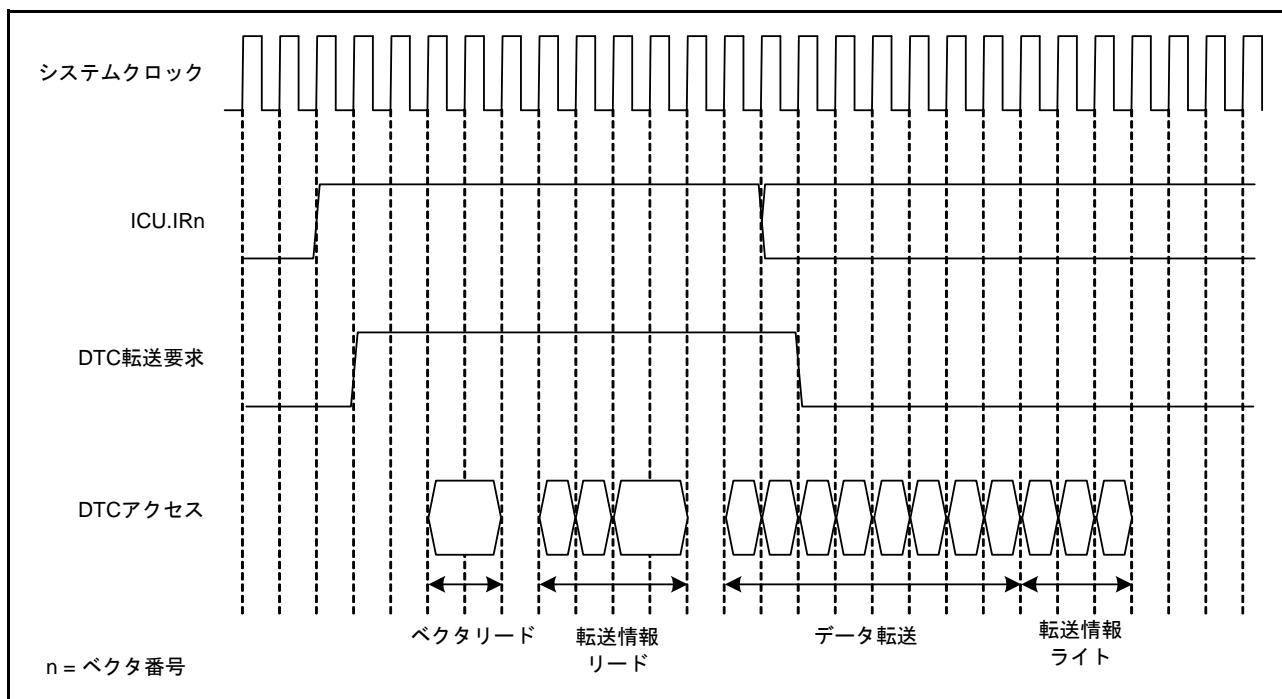 システムクロック
ICU.IRn
DTC転送要求
DTCアクセス
ベクタリード
転送情報
リード
データ転送
転送情報
ライト
n = ベクタ番号